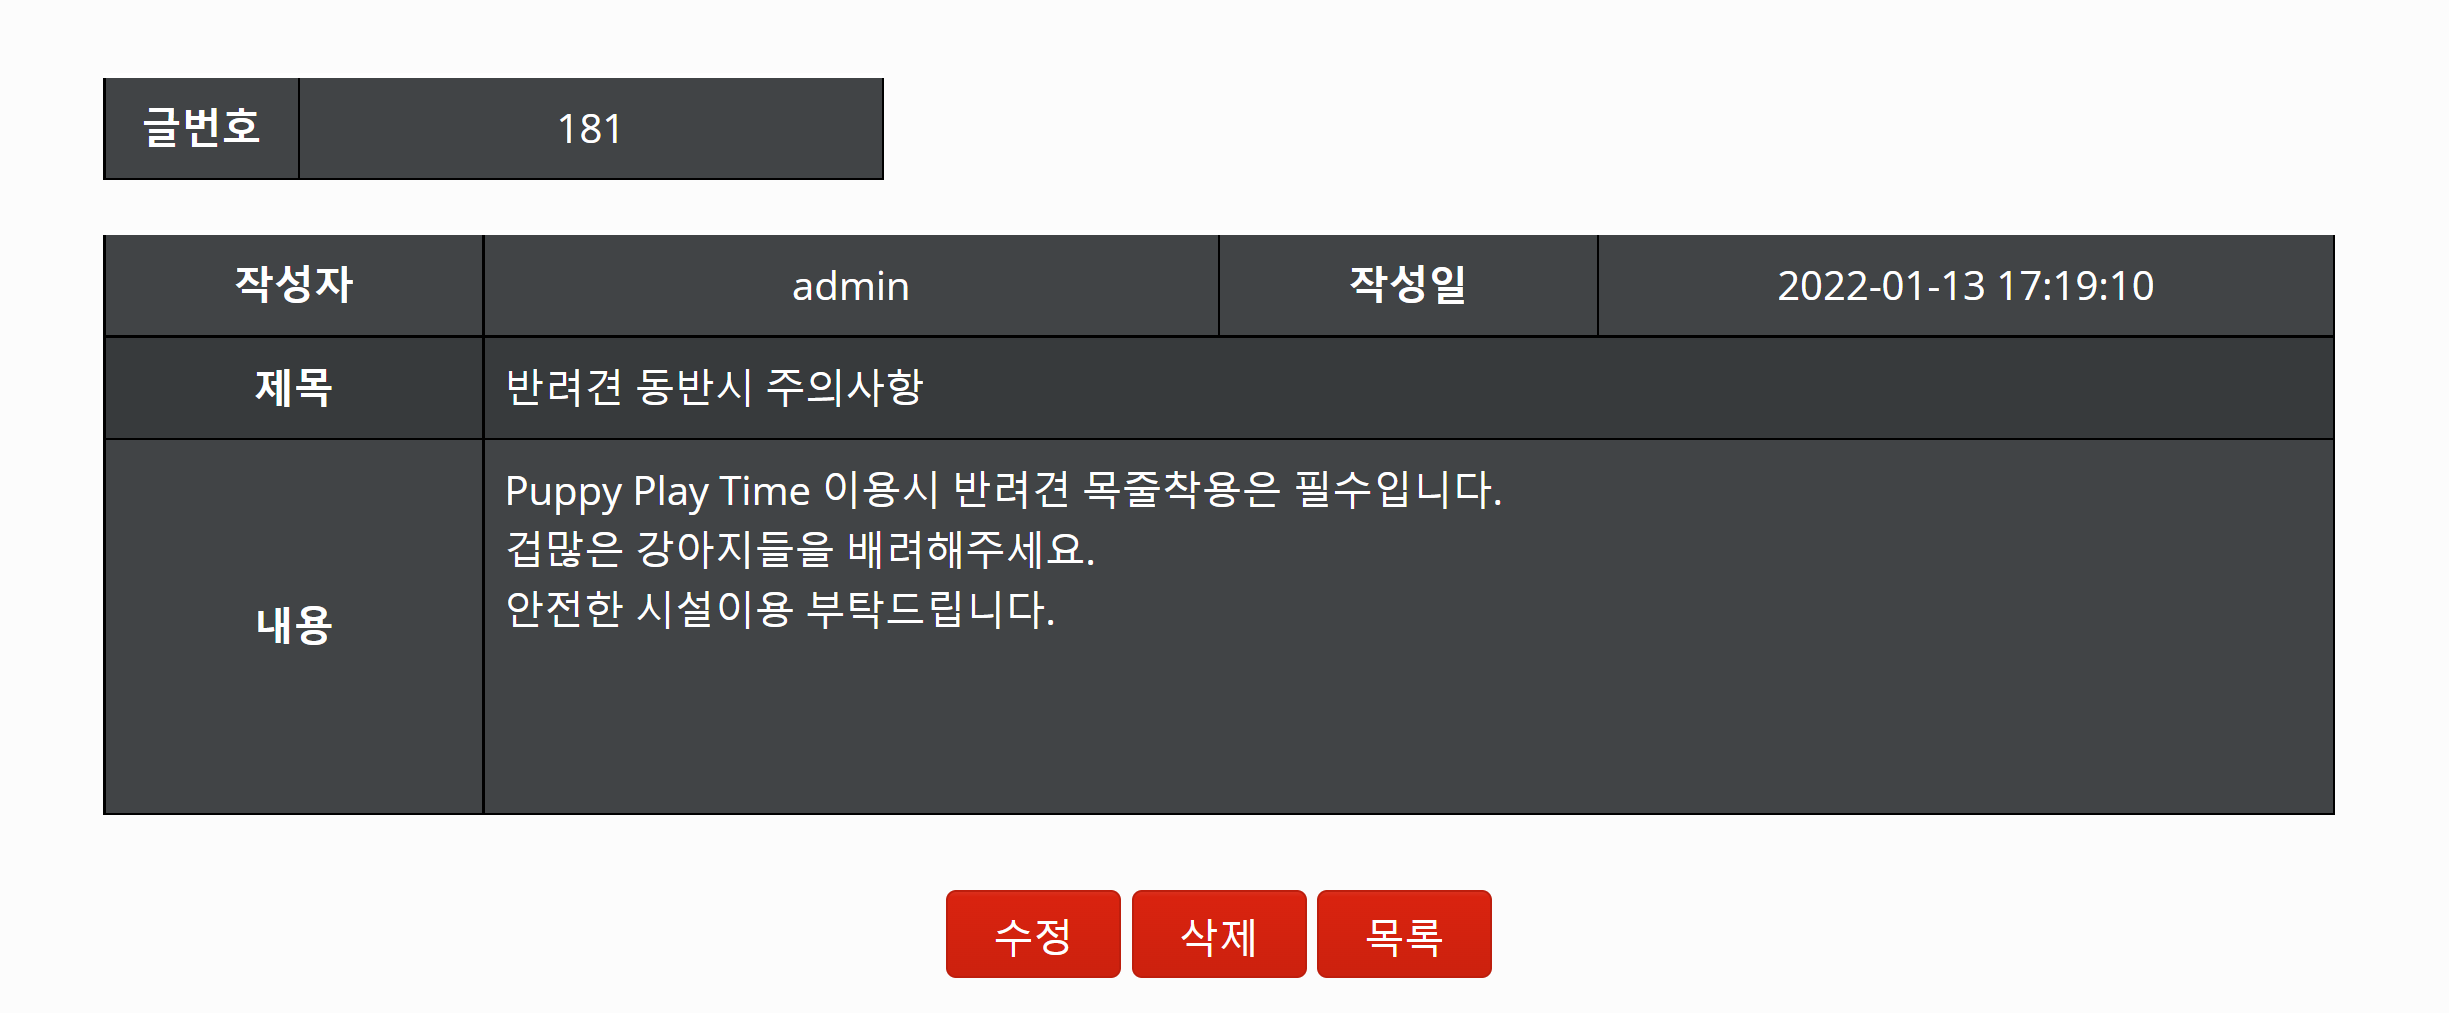 글번호 181
작성자 admin 작성일 2022-01-13 17:19:10
제목 반려견 동반시 주의사항
내용
Puppy Play Time 이용시 반려견 목줄착용은 필수입니다.
겁많은 강아지들을 배려해주세요.
안전한 시설이용 부탁드립니다.
수정 삭제 목록